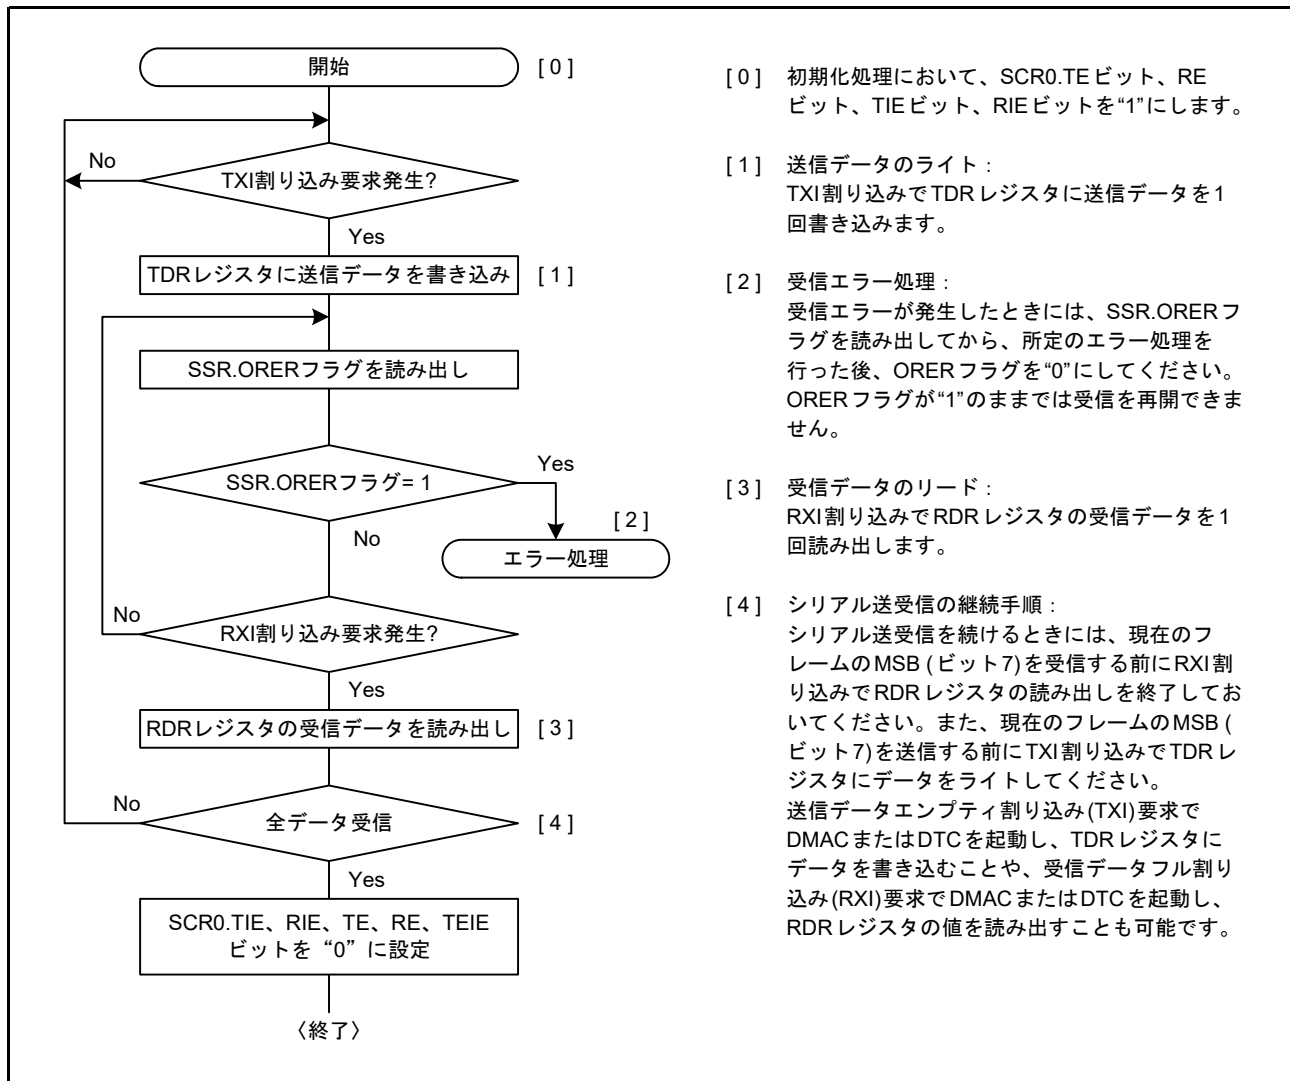 開始
[ 0 ]
No
TXI割り込み要求発生?
Yes
TDRレジスタに送信データを書き込み
[ 1 ]
SSR.ORERフラグを読み出し
SSR.ORERフラグ= 1
Yes
[ 2 ]
No
エラー処理
No
RXI割り込み要求発生?
Yes
RDRレジスタの受信データを読み出し
[ 3 ]
No
全データ受信
[ 4 ]
Yes
SCR0.TIE、RIE、TE、RE、TEIE
ビットを“0”に設定
〈終了〉
[ 0 ] 初期化処理において、SCR0.TEビット、RE
ビット、TIEビット、RIEビットを“1”にします。
[ 1 ] 送信データのライト：
TXI割り込みでTDRレジスタに送信データを1
回書き込みます。
[ 2 ] 受信エラー処理：
受信エラーが発生したときには、SSR.ORERフ
ラグを読み出してから、所定のエラー処理を
行った後、ORERフラグを“0”にしてください。
ORERフラグが“1”のままでは受信を再開できま
せん。
[ 3 ] 受信データのリード：
RXI割り込みでRDRレジスタの受信データを1
回読み出します。
[ 4 ] シリアル送受信の継続手順：
シリアル送受信を続けるときには、現在のフ
レームのMSB (ビット7)を受信する前にRXI割
り込みでRDRレジスタの読み出しを終了してお
いてください。また、現在のフレームのMSB (
ビット7)を送信する前にTXI割り込みでTDRレ
ジスタにデータをライトしてください。
送信データエンプティ割り込み(TXI)要求で
DMACまたはDTCを起動し、TDRレジスタに
データを書き込むことや、受信データフル割り
込み(RXI)要求でDMACまたはDTCを起動し、
RDRレジスタの値を読み出すことも可能です。